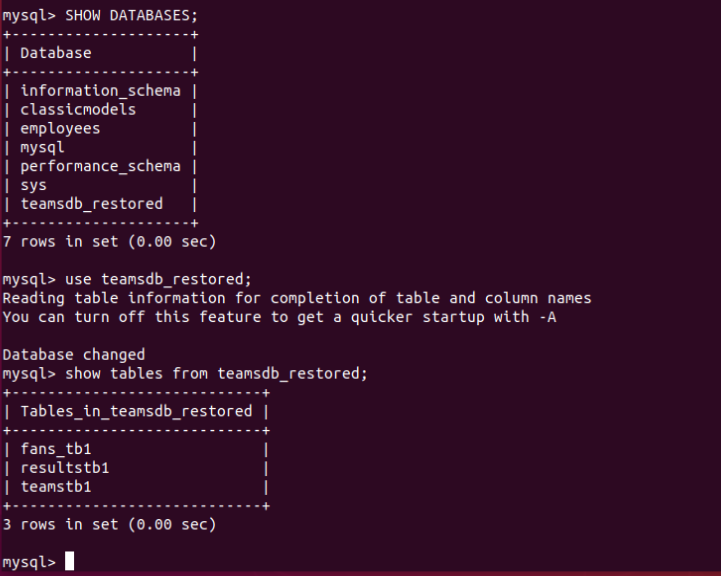 mysql> SHOW DATABASES;
+--------------------+
| Database           |
+--------------------+
| information_schema |
| classicmodels      |
| employees          |
| mysql              |
| performance_schema |
| sys                |
| teamsdb_restored   |
+--------------------+
7 rows in set (0.00 sec)

mysql> use teamsdb_restored;
Reading table information for completion of table and column names
You can turn off this feature to get a quicker startup with -A

Database changed
mysql> show tables from teamsdb_restored;
+----------------------------+
| Tables_in_teamsdb_restored |
+----------------------------+
| fans_tb1                   |
| resultstb1                 |
| teamstb1                   |
+----------------------------+
3 rows in set (0.00 sec)

mysql>